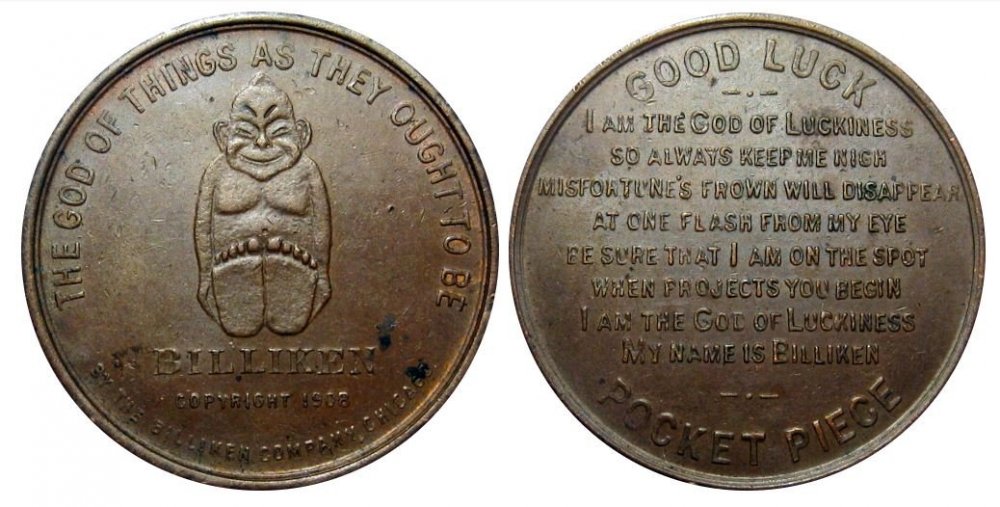 THE GOD OF THINGS AS THEY OUGHT TO BE
BILLIKEN
COPYRIGHT 1908
BY THE BILLIKEN COMPANY, CHICAGO
GOOD LUCK
I AM THE GOD OF LUCKINESS
SO ALWAYS KEEP ME NIGH
MISFORTUNE'S FROWN WILL DISAPPEAR
AT ONE FLASH FROM MY EYE
BE SURE THAT I AM ON THE SPOT
WHEN PROJECTS YOU BEGIN
I AM THE GOD OF LUCKINESS
MY NAME IS BILLIKEN
POCKET PIECE